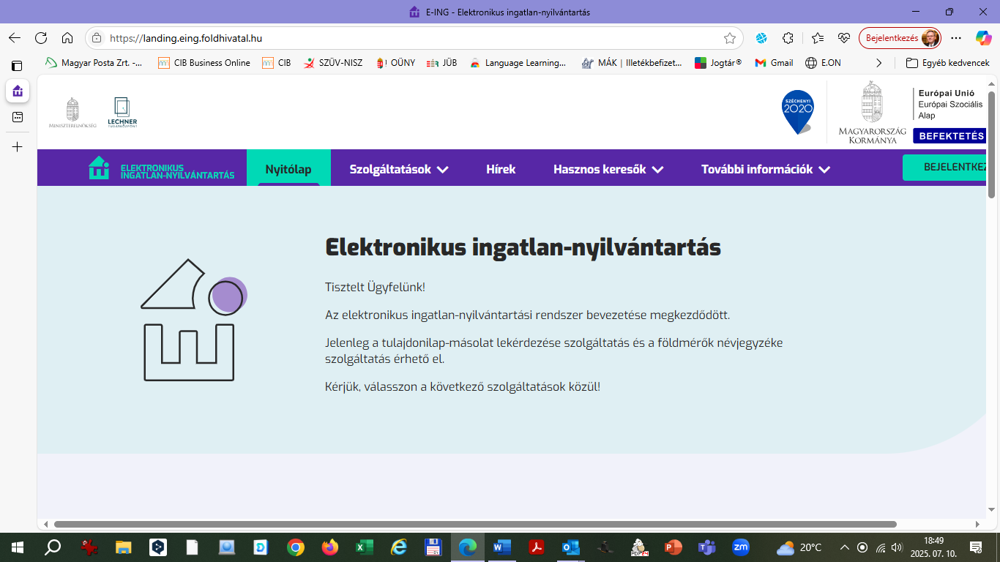 E-ING - Elektronikus ingatlan-nyilvántartás
https://landing.eing.foldhivatal.hu
Bejelentkezés
Magyar Posta Zrt. -...
CIB Business Online
CIB
SZÜV-NISZ
! OÜNY
JÜB
Language Learning...
MÁK | Illetékbefizet...
Jogtár®
Gmail
E.ON
Egyéb kedvencek
MINISZTERELNÖKSÉG
LECHNER
TUDÁSKÖZPONT
SZÉCHENYI
2020
MAGYARORSZÁG
KORMÁNYA
Európai Unió
Európai Szociális
Alap
BEFEKTETÉS
ELEKTRONIKUS
INGATLAN-NYILVÁNTARTÁS
Nyitólap
Szolgáltatások
Hírek
Hasznos keresők
További információk
BEJELENTKEZ
Elektronikus ingatlan-nyilvántartás
Tisztelt Ügyfelünk!
Az elektronikus ingatlan-nyilvántartási rendszer bevezetése megkezdődött.
Jelenleg a tulajdonilap-másolat lekérdezése szolgáltatás és a földmérők névjegyzéke
szolgáltatás érhető el.
Kérjük, válasszon a következő szolgáltatások közül!
zm
20°C
18:49
2025. 07. 10.